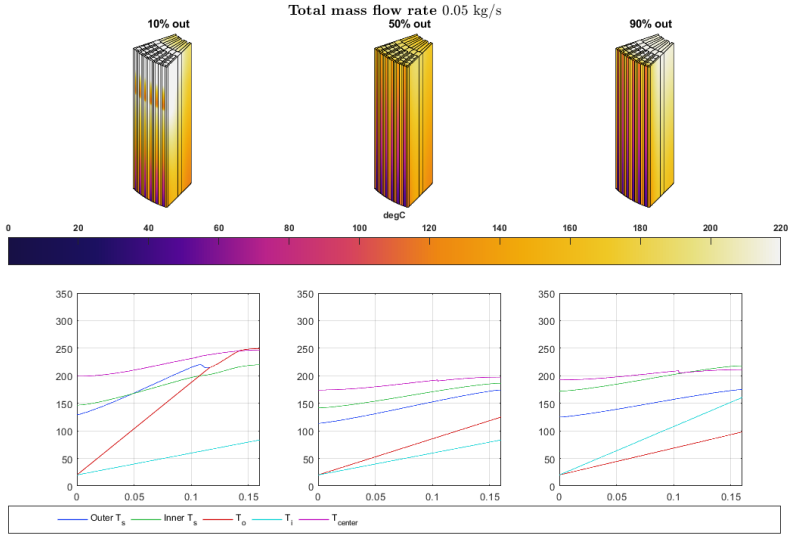 Total mass flow rate 0.05 kg/s
10% out 50% out 90% out
degC
0 20 40 60 80 100 120 140 160 180 200 220
350 350 350
300 300 300
250 250 250
200 200 200
150 150 150
100 100 100
50 50 50
0 0 0
0 0.05 0.1 0.15 0 0.05 0.1 0.15 0 0.05 0.1 0.15
Outer Ts Inner Ts To Ti Tcenter